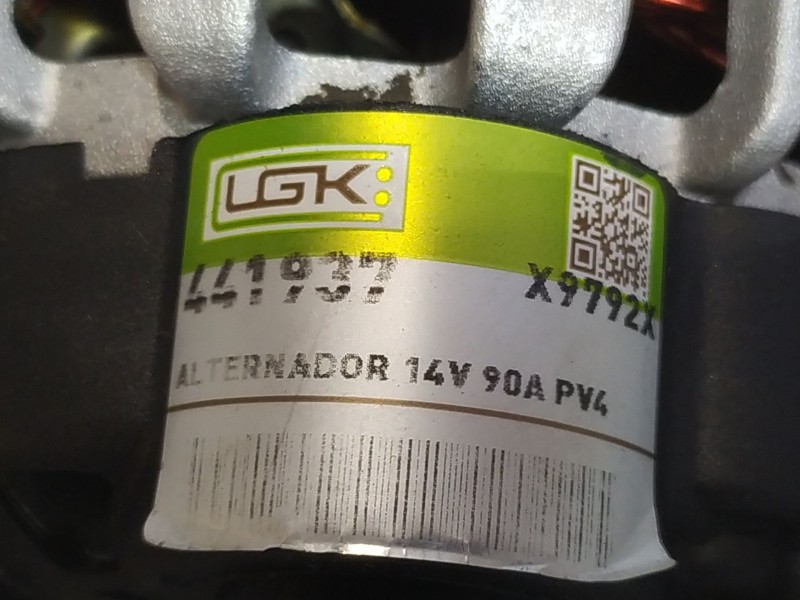 LGK
441937
X9792X
ALTERNADOR 14V 90A PV4